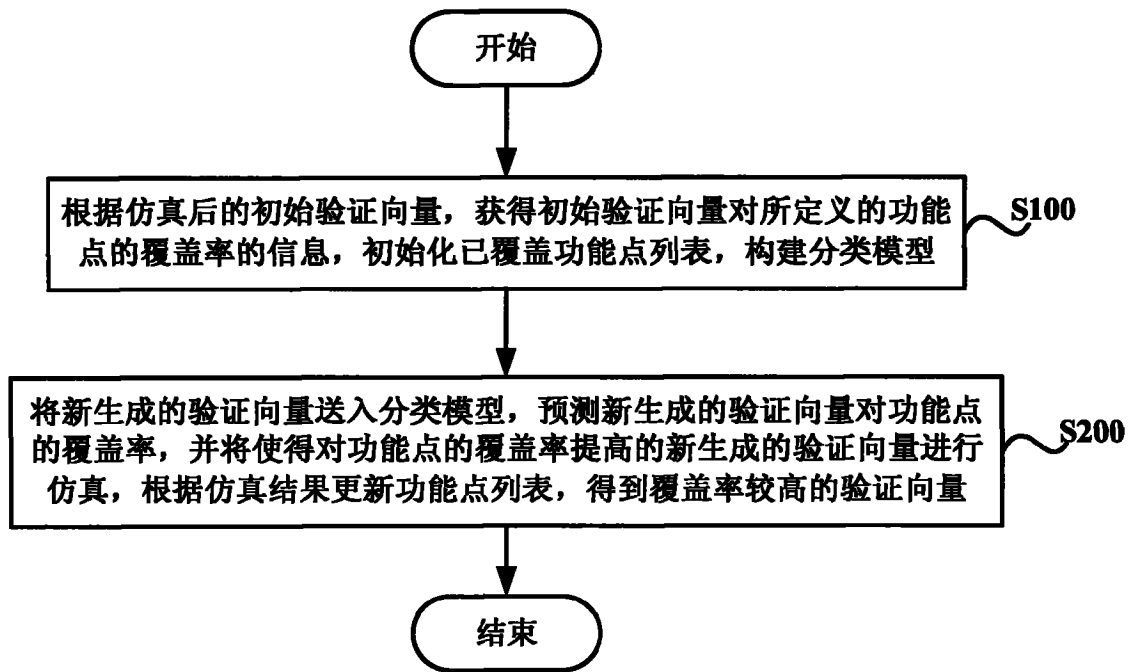 开始
根据仿真后的初始验证向量，获得初始验证向量对所定义的功能
点的覆盖率的信息，初始化已覆盖功能点列表，构建分类模型
S100
将新生成的验证向量送入分类模型，预测新生成的验证向量对功能点
的覆盖率，并将使得对功能点的覆盖率提高的新生成的验证向量进行
仿真，根据仿真结果更新功能点列表，得到覆盖率较高的验证向量
S200
结束